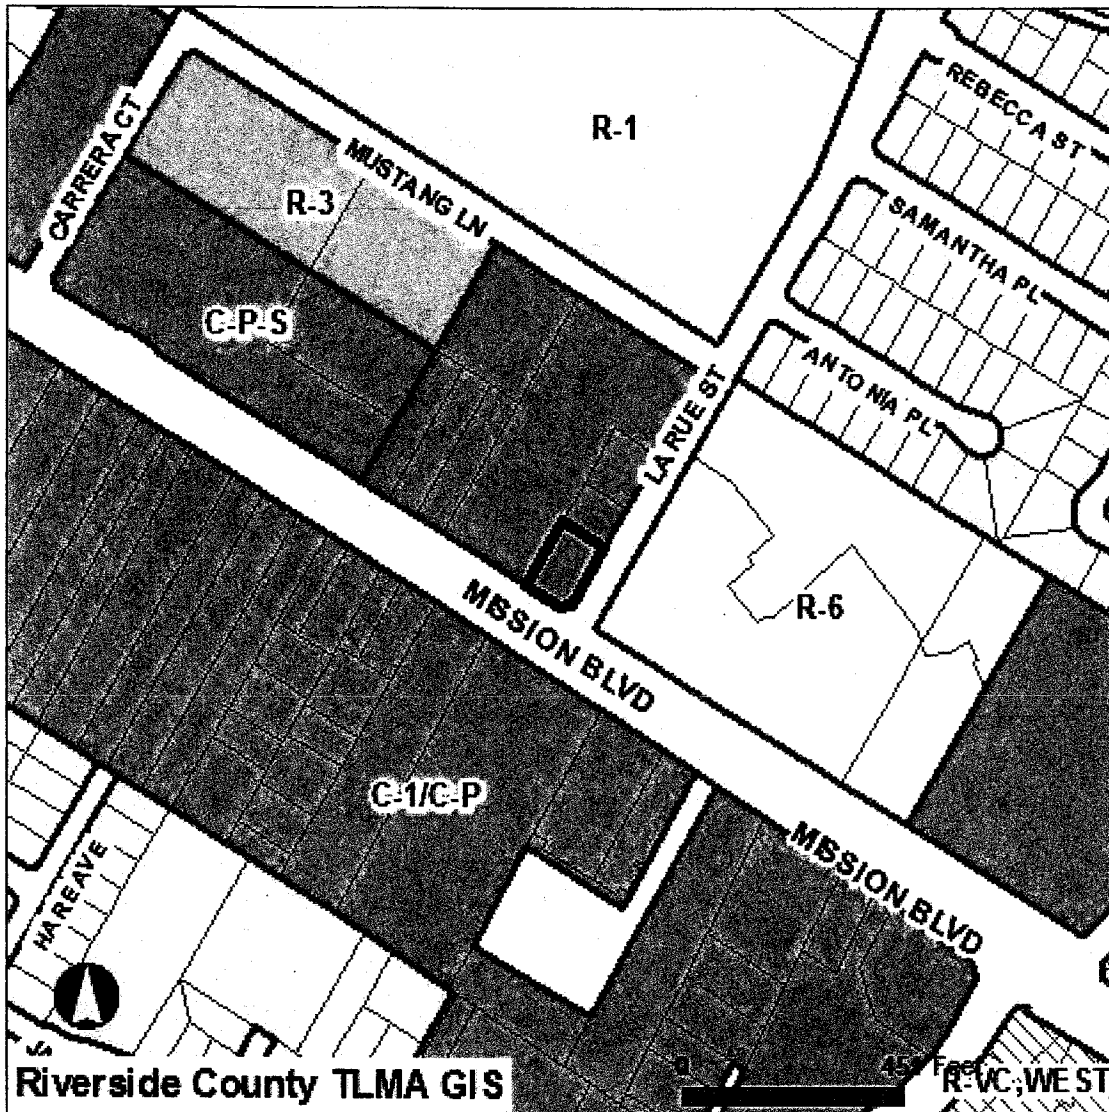 REBECCA ST
R-1
CARRERA CT
MUSTANG LN
R-3
SAMANTHA PL
C-P-S
ANTONIA PL
LA RUE ST
MISSION BLVD
R-6
C-1/C-P
MISSION BLVD
HARE AVE
0 Feet
Riverside County TLMA GIS
R-VC, WEST